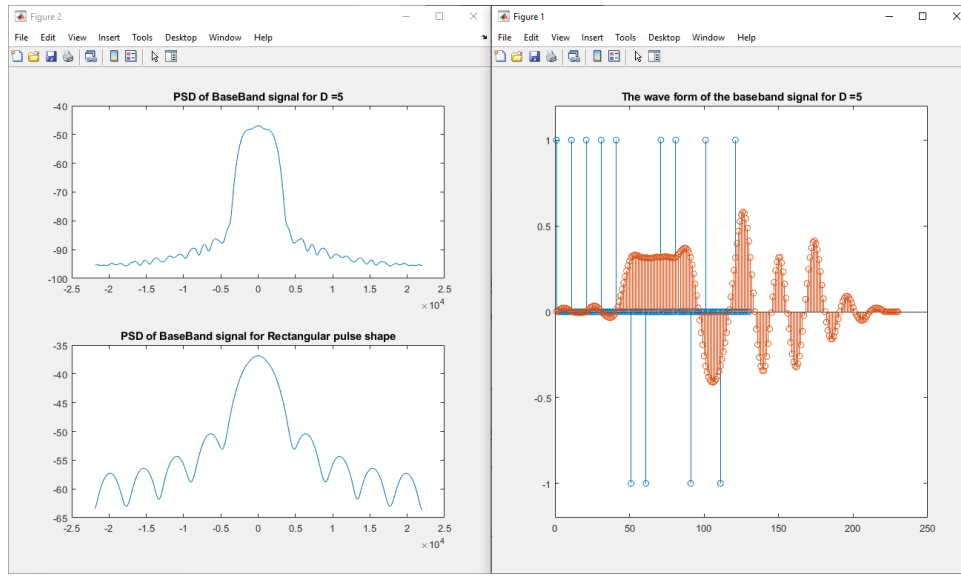 Figure 2
File Edit View Insert Tools Desktop Window Help
PSD of BaseBand signal for D =5
-40
-50
-60
-70
-80
-90
-100
-2.5 -2 -1.5 -1 -0.5 0 0.5 1 1.5 2 2.5
× 10^4
PSD of BaseBand signal for Rectangular pulse shape
-35
-40
-45
-50
-55
-60
-65
-2.5 -2 -1.5 -1 -0.5 0 0.5 1 1.5 2 2.5
× 10^4
Figure 1
File Edit View Insert Tools Desktop Window Help
The wave form of the baseband signal for D =5
1
0.5
0
-0.5
-1
0 50 100 150 200 250